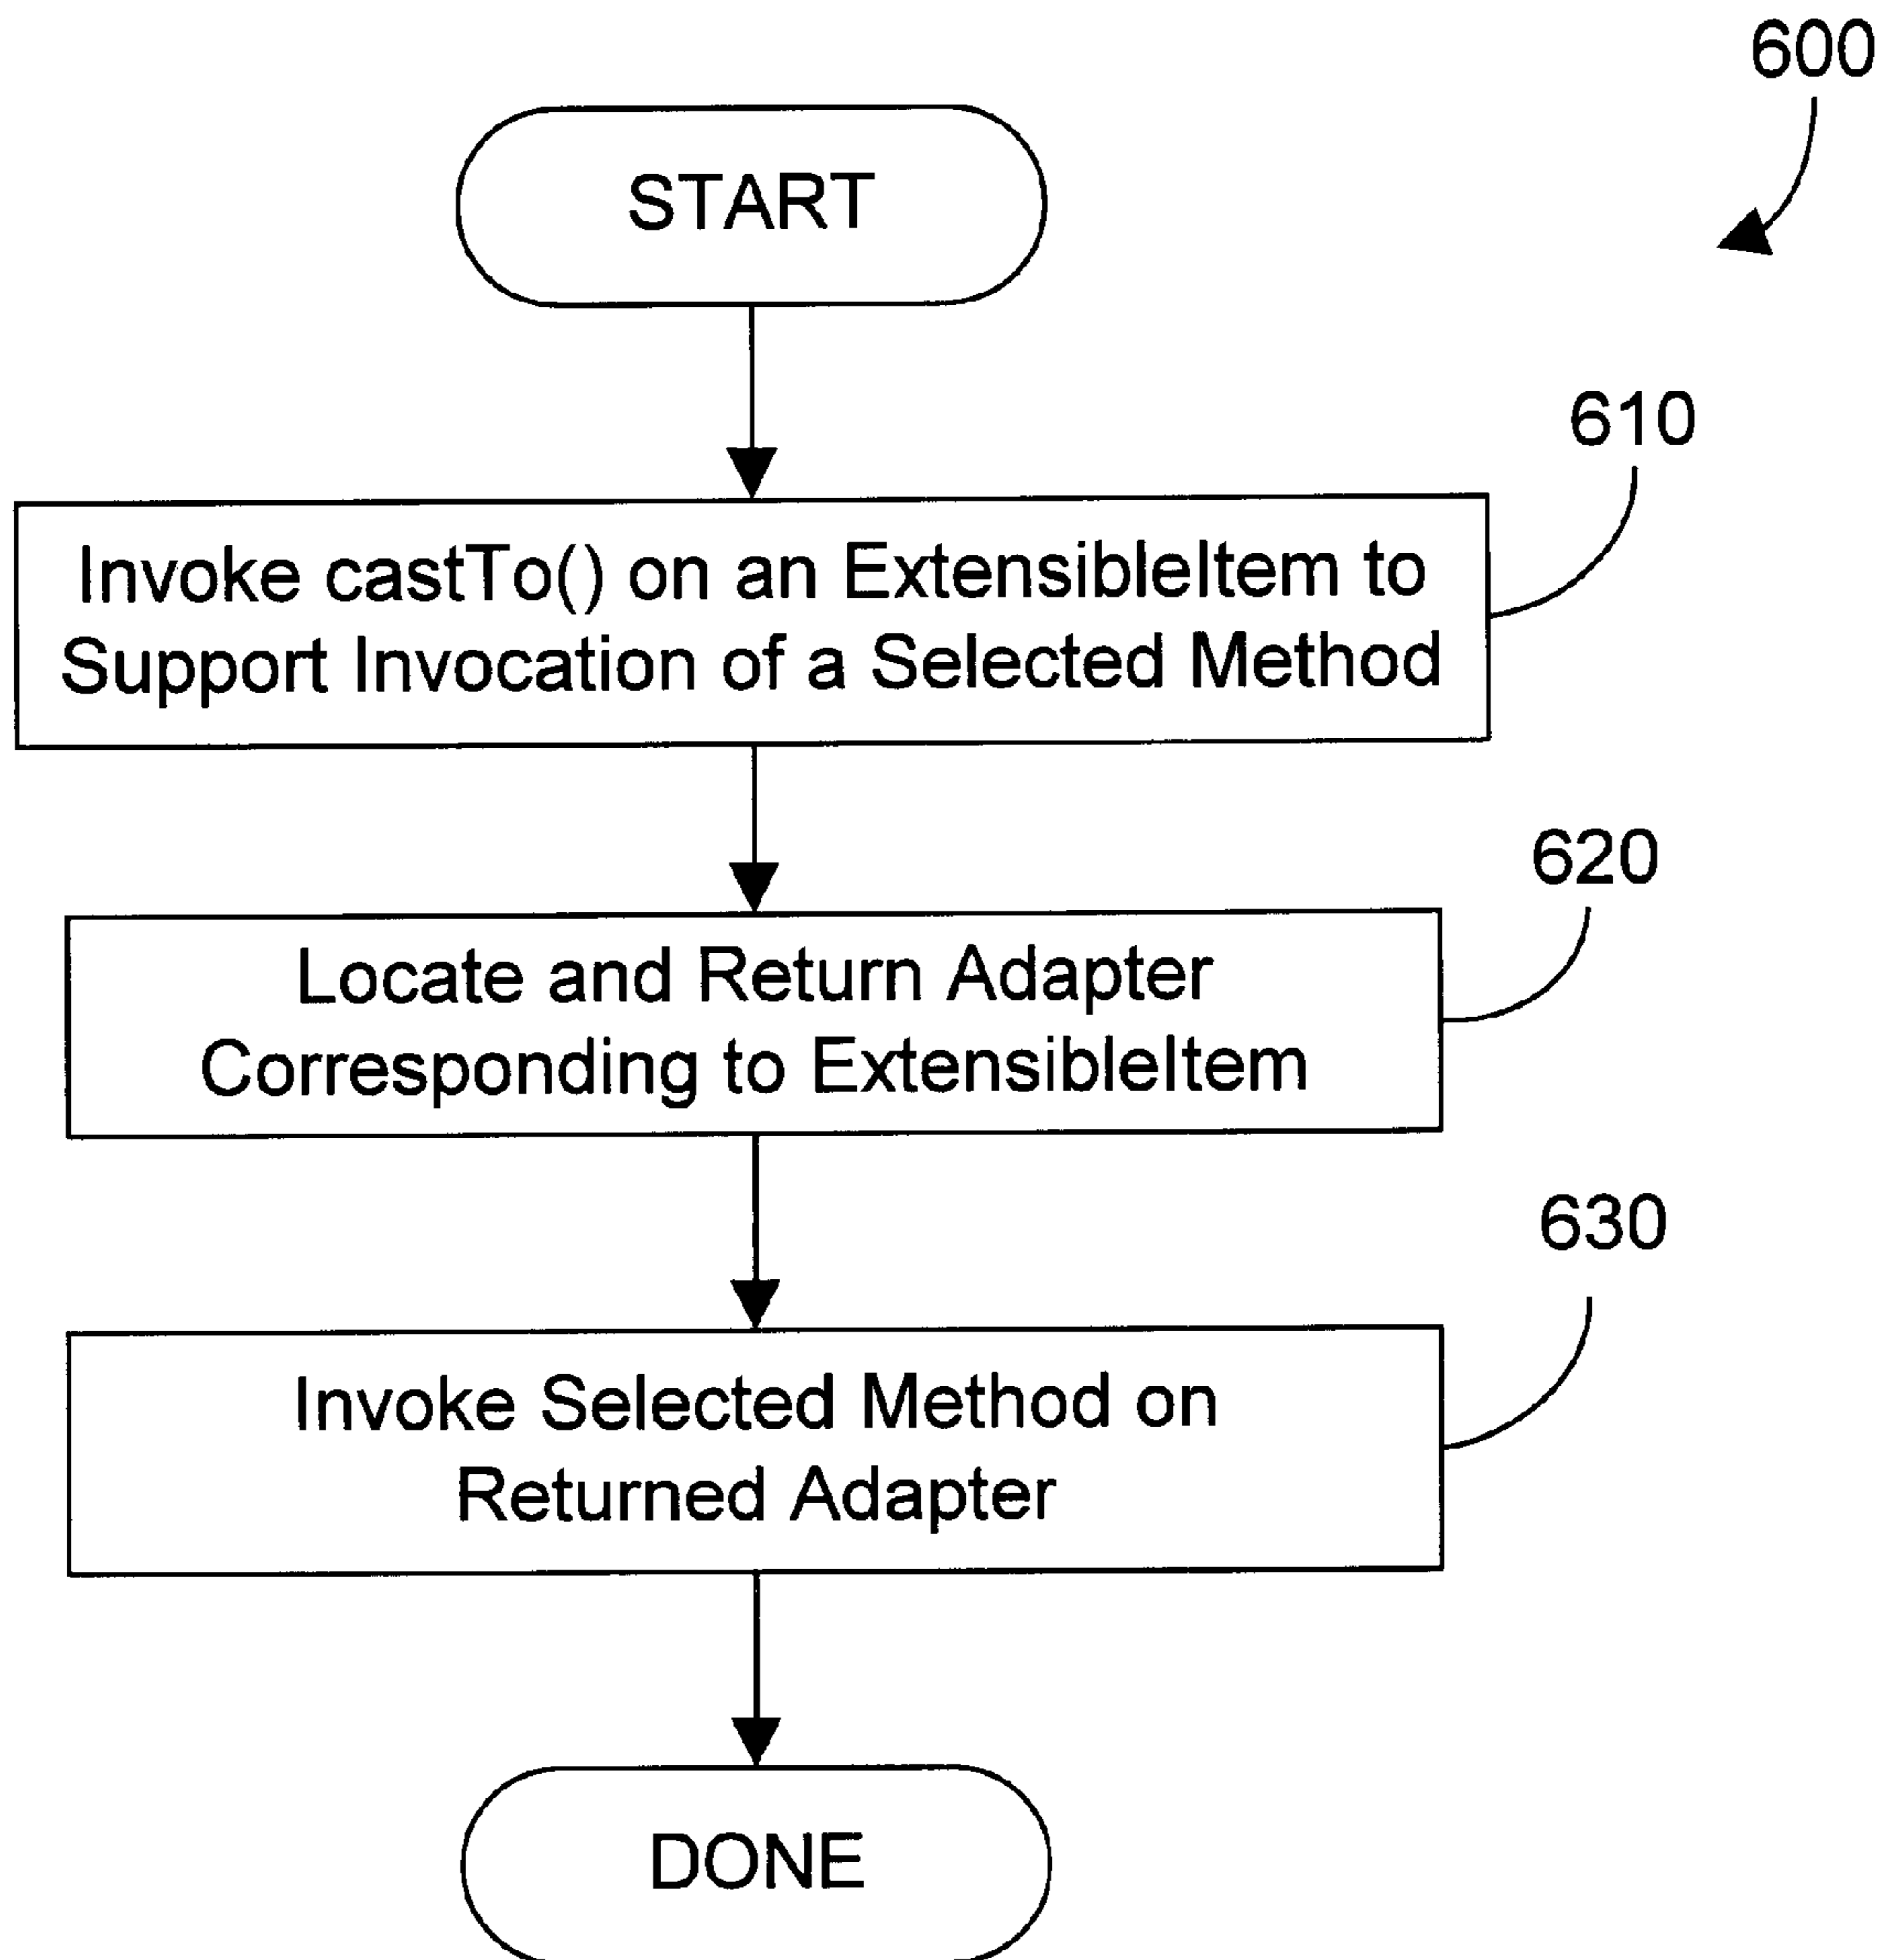 600
START
610
Invoke castTo() on an ExtensibleItem to
Support Invocation of a Selected Method
620
Locate and Return Adapter
Corresponding to ExtensibleItem
630
Invoke Selected Method on
Returned Adapter
DONE